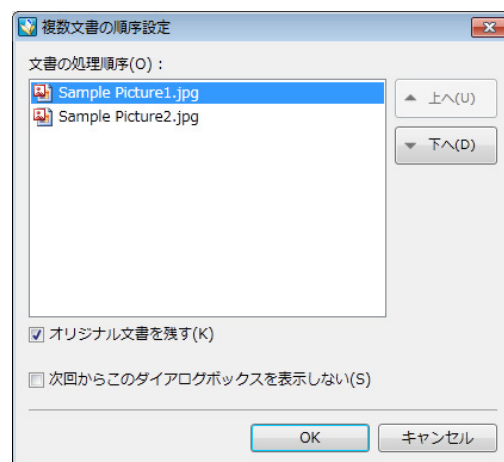 複数文書の順序設定
文書の処理順序(O)：
Sample Picture1.jpg
Sample Picture2.jpg
上へ(U)
下へ(D)
オリジナル文書を残す(K)
次回からこのダイアログボックスを表示しない(S)
OK
キャンセル